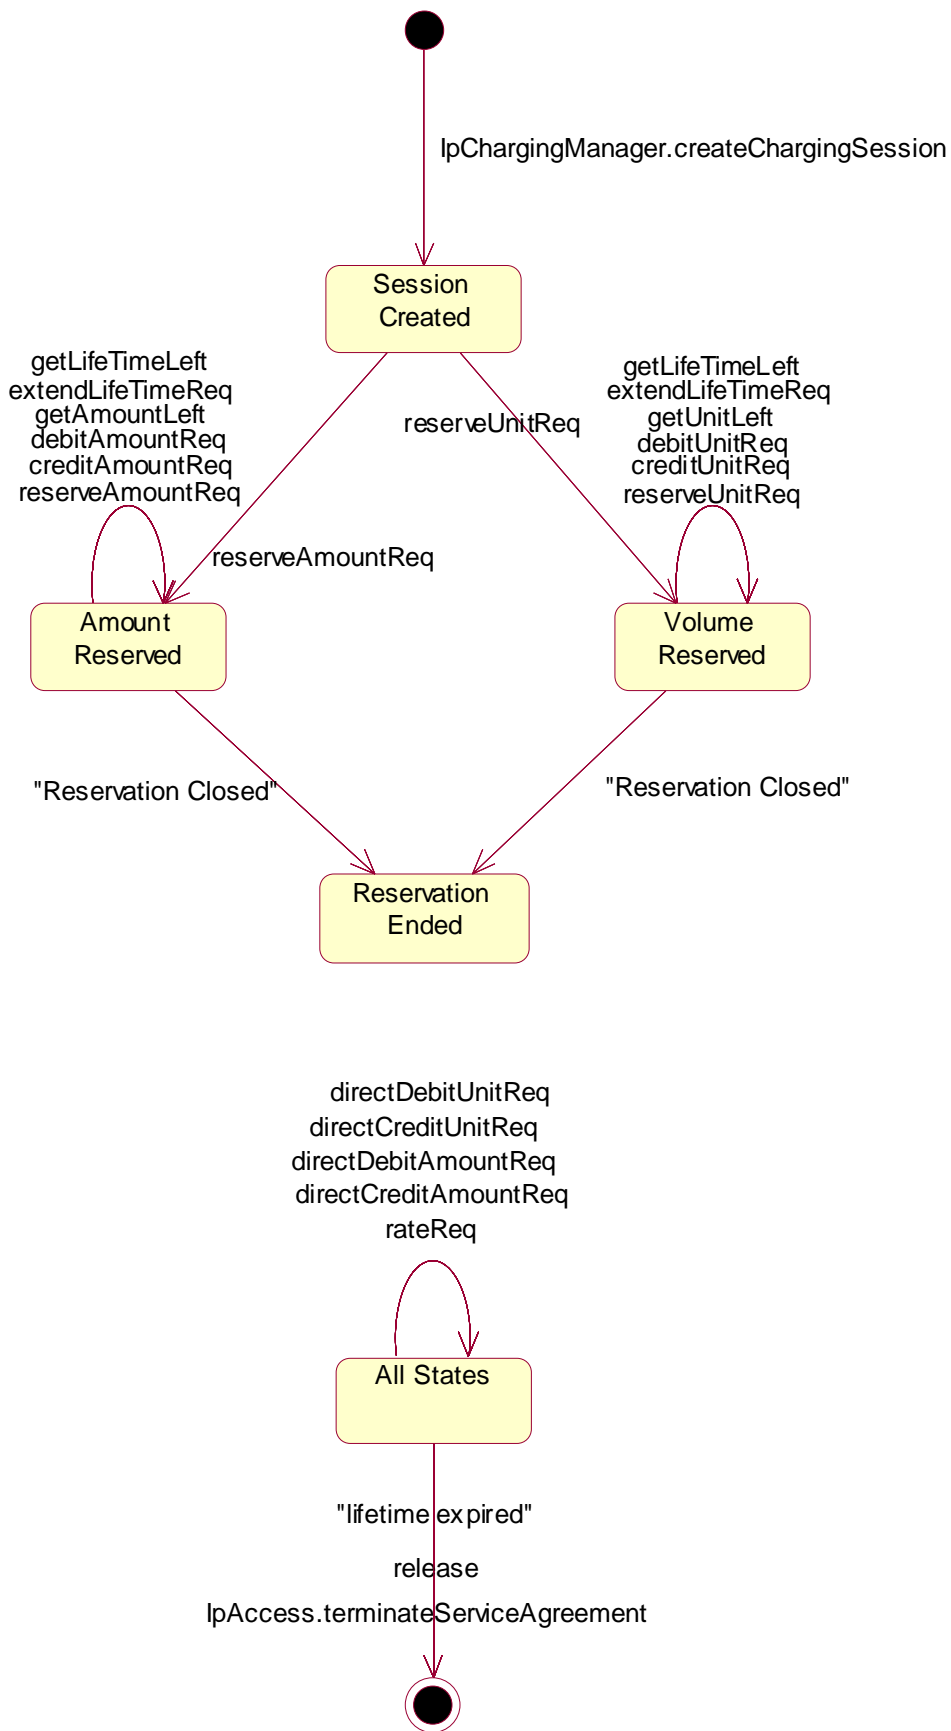 IpChargingManager.createChargingSession
Session
Created
getLifeTimeLeft
extendLifeTimeReq
getAmountLeft
debitAmountReq
creditAmountReq
reserveAmountReq
reserveUnitReq
getLifeTimeLeft
extendLifeTimeReq
getUnitLeft
debitUnitReq
creditUnitReq
reserveUnitReq
reserveAmountReq
Amount
Reserved
Volume
Reserved
"Reservation Closed"
"Reservation Closed"
Reservation
Ended
directDebitUnitReq
directCreditUnitReq
directDebitAmountReq
directCreditAmountReq
rateReq
All States
"lifetime expired"
release
IpAccess.terminateServiceAgreement